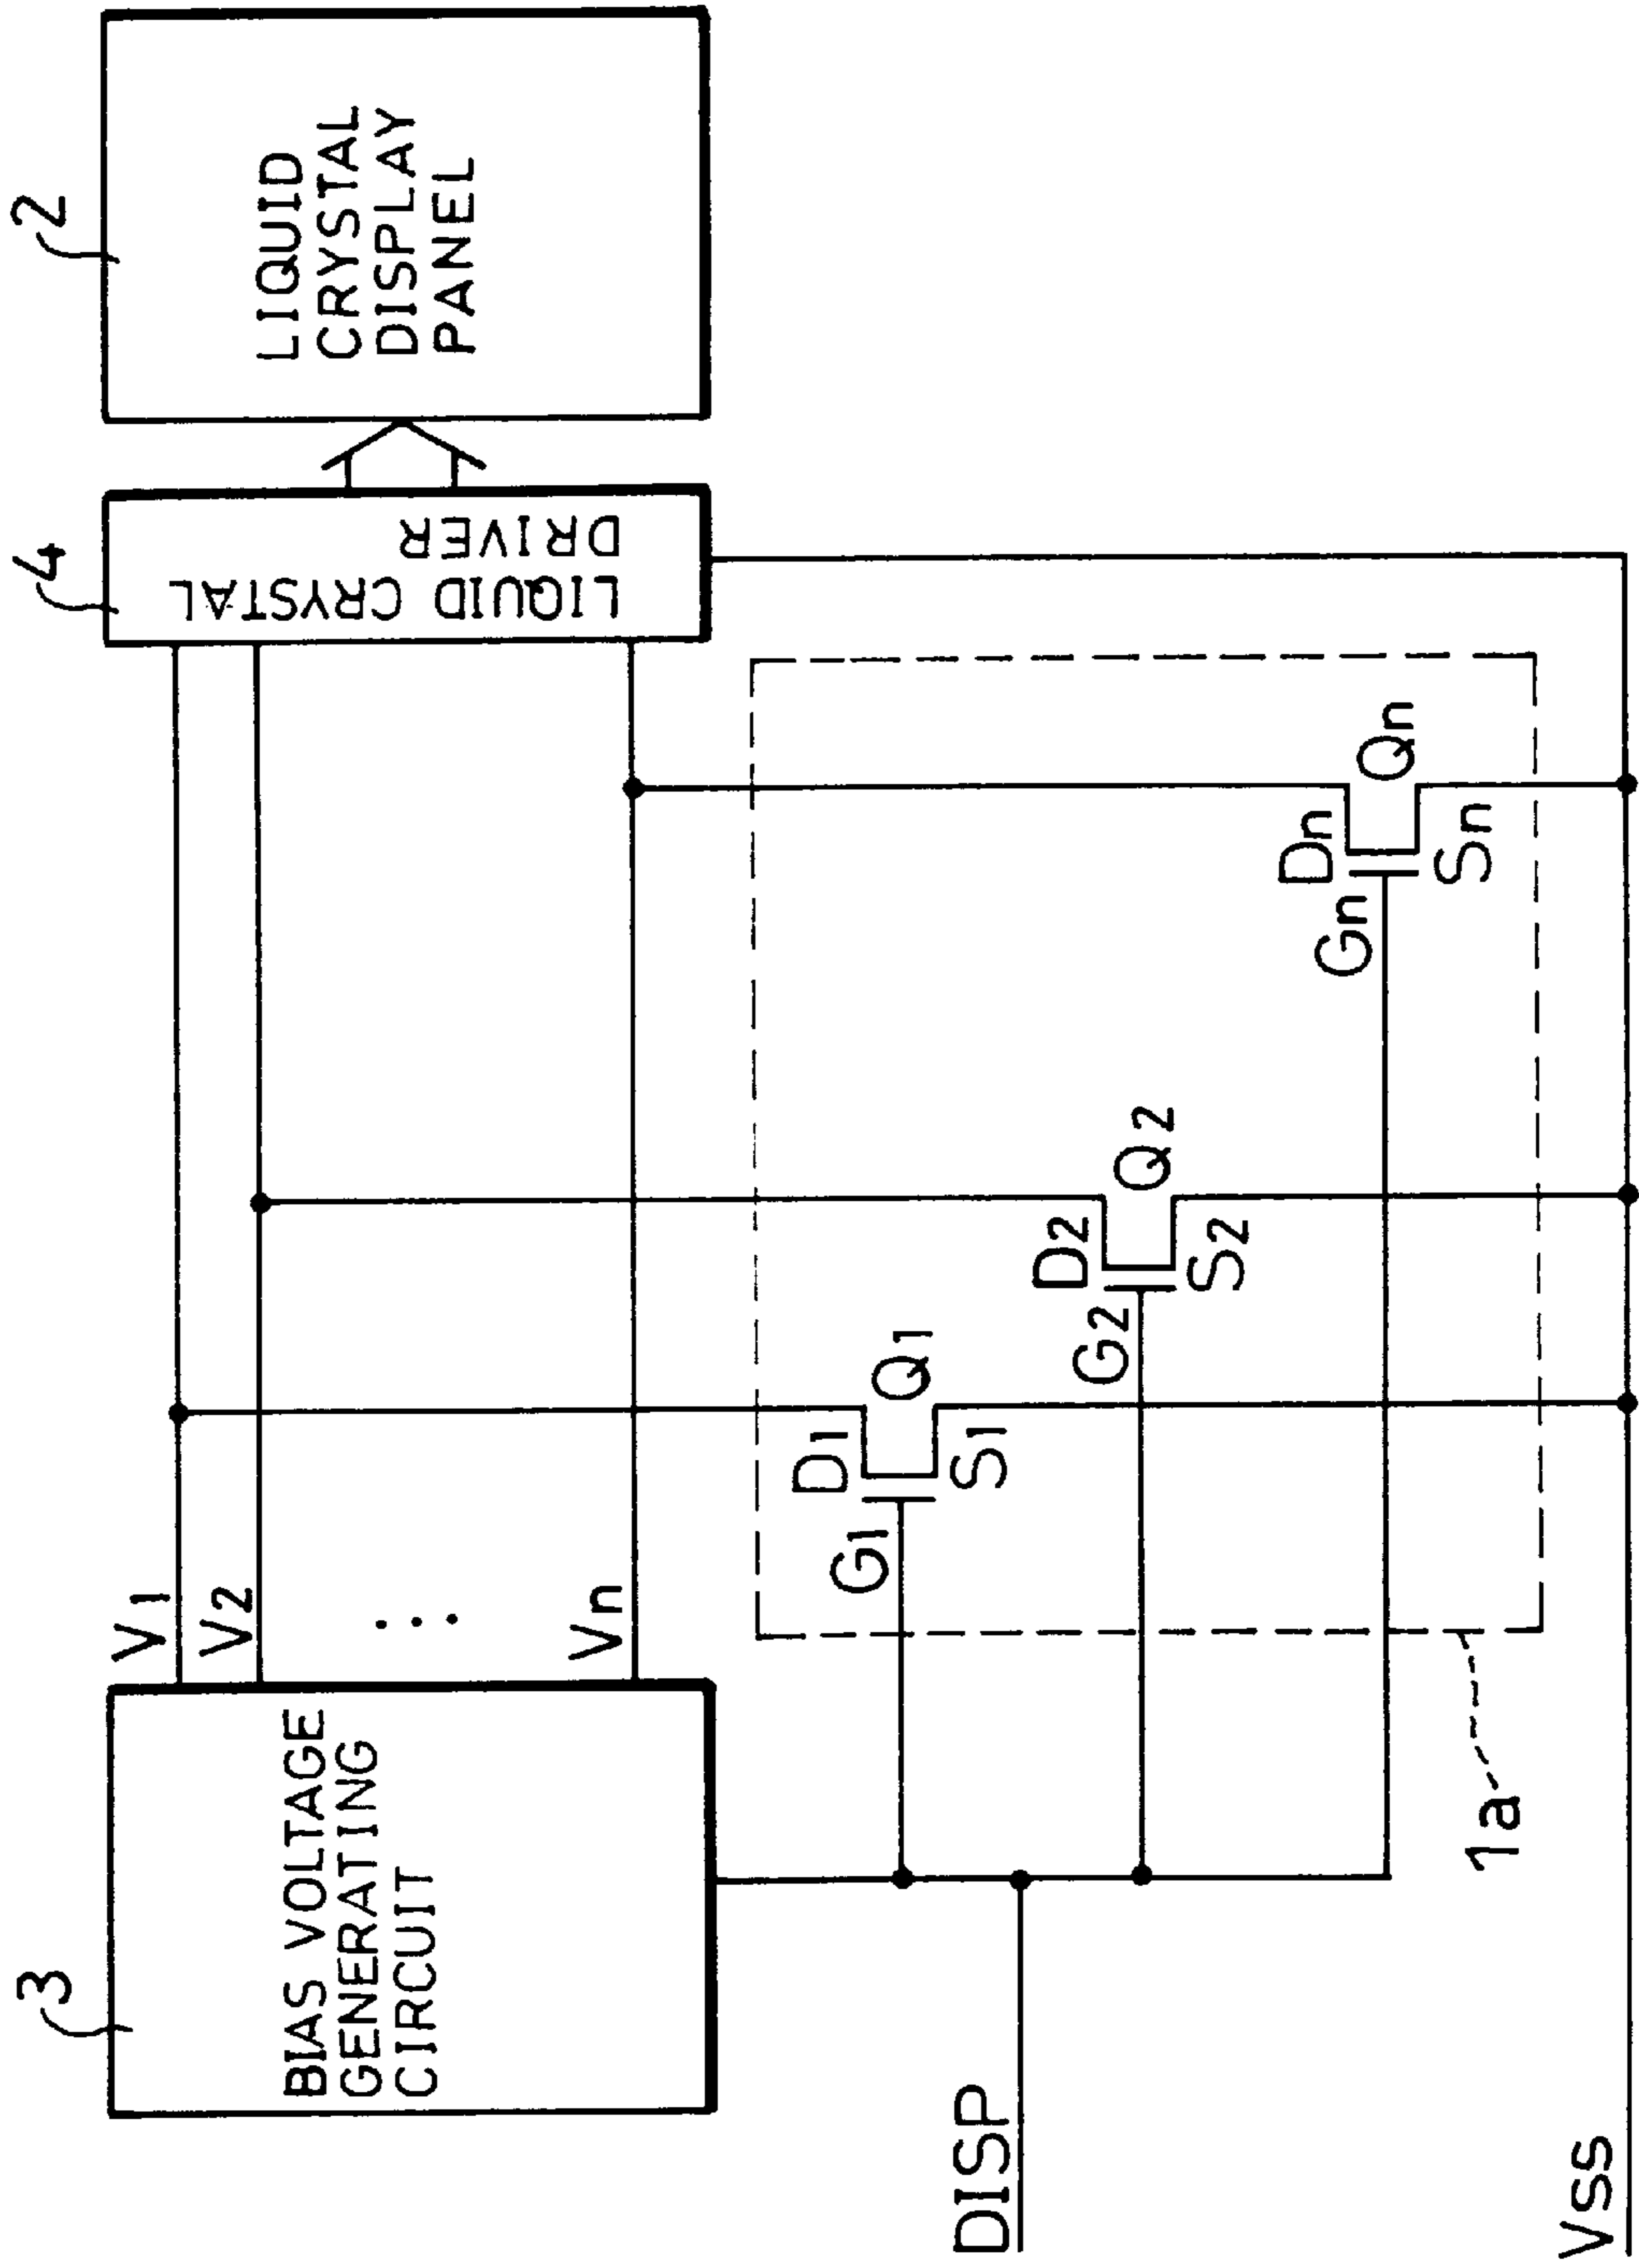 3
BIAS VOLTAGE
GENERATING
CIRCUIT
V1
V2
Vn
4
LIQUID CRYSTAL
DRIVER
2
LIQUID
CRYSTAL
DISPLAY
PANEL
D1
G1
Q1
S1
D2
G2
Q2
S2
Dn
Gn
Qn
Sn
DISP
1a
VSS